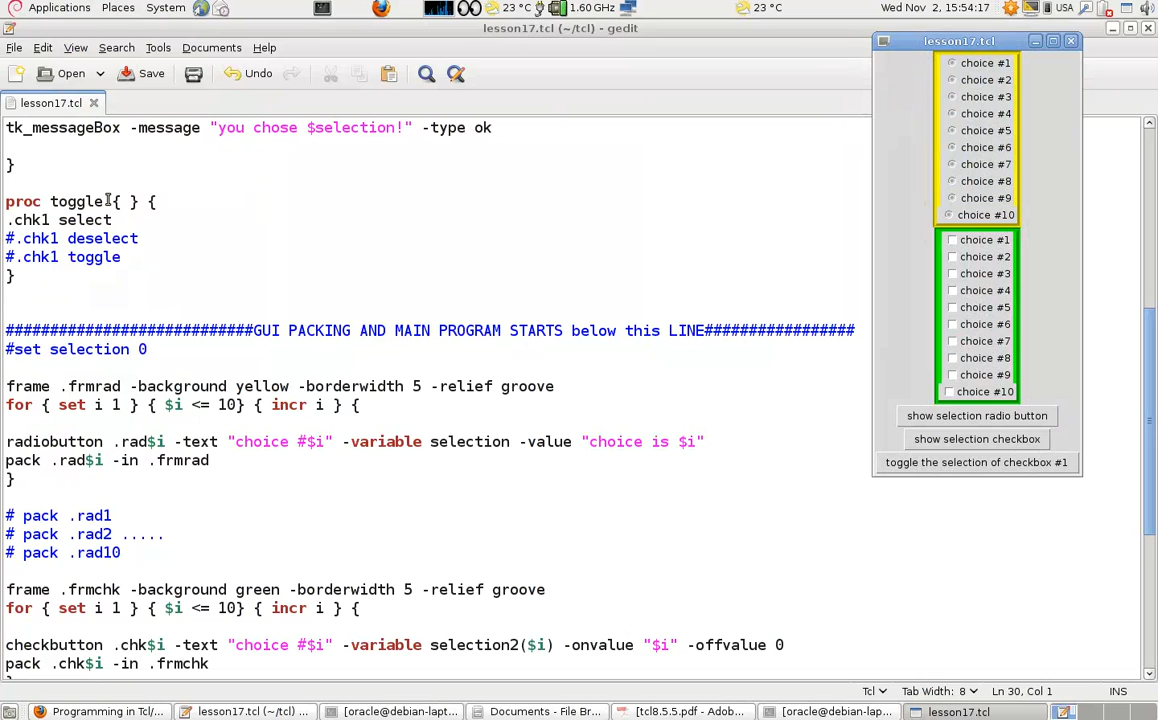 Applications Places System 23 °C 1.60 GHz 23 °C Wed Nov 2, 15:54:17 USA
lesson17.tcl (~/tcl) - gedit
File Edit View Search Tools Documents Help
Open Save Undo
lesson17.tcl
tk_messageBox -message "you chose $selection!" -type ok
}
proc toggle { } {
.chk1 select
#.chk1 deselect
#.chk1 toggle
}
###########################GUI PACKING AND MAIN PROGRAM STARTS below this LINE#################
#set selection 0
frame .frmrad -background yellow -borderwidth 5 -relief groove
for { set i 1 } { $i <= 10} { incr i } {
radiobutton .rad$i -text "choice #$i" -variable selection -value "choice is $i"
pack .rad$i -in .frmrad
}
# pack .rad1
# pack .rad2 .....
# pack .rad10
frame .frmchk -background green -borderwidth 5 -relief groove
for { set i 1 } { $i <= 10} { incr i } {
checkbutton .chk$i -text "choice #$i" -variable selection2($i) -onvalue "$i" -offvalue 0
pack .chk$i -in .frmchk
lesson17.tcl
choice #1
choice #2
choice #3
choice #4
choice #5
choice #6
choice #7
choice #8
choice #9
choice #10
choice #1
choice #2
choice #3
choice #4
choice #5
choice #6
choice #7
choice #8
choice #9
choice #10
show selection radio button
show selection checkbox
toggle the selection of checkbox #1
Tcl Tab Width: 8 Ln 30, Col 1 INS
Programming in Tcl/... lesson17.tcl (~/tcl) ... [oracle@debian-lapt... Documents - File Br... [tcl8.5.5.pdf - Adob... [oracle@debian-lap... lesson17.tcl